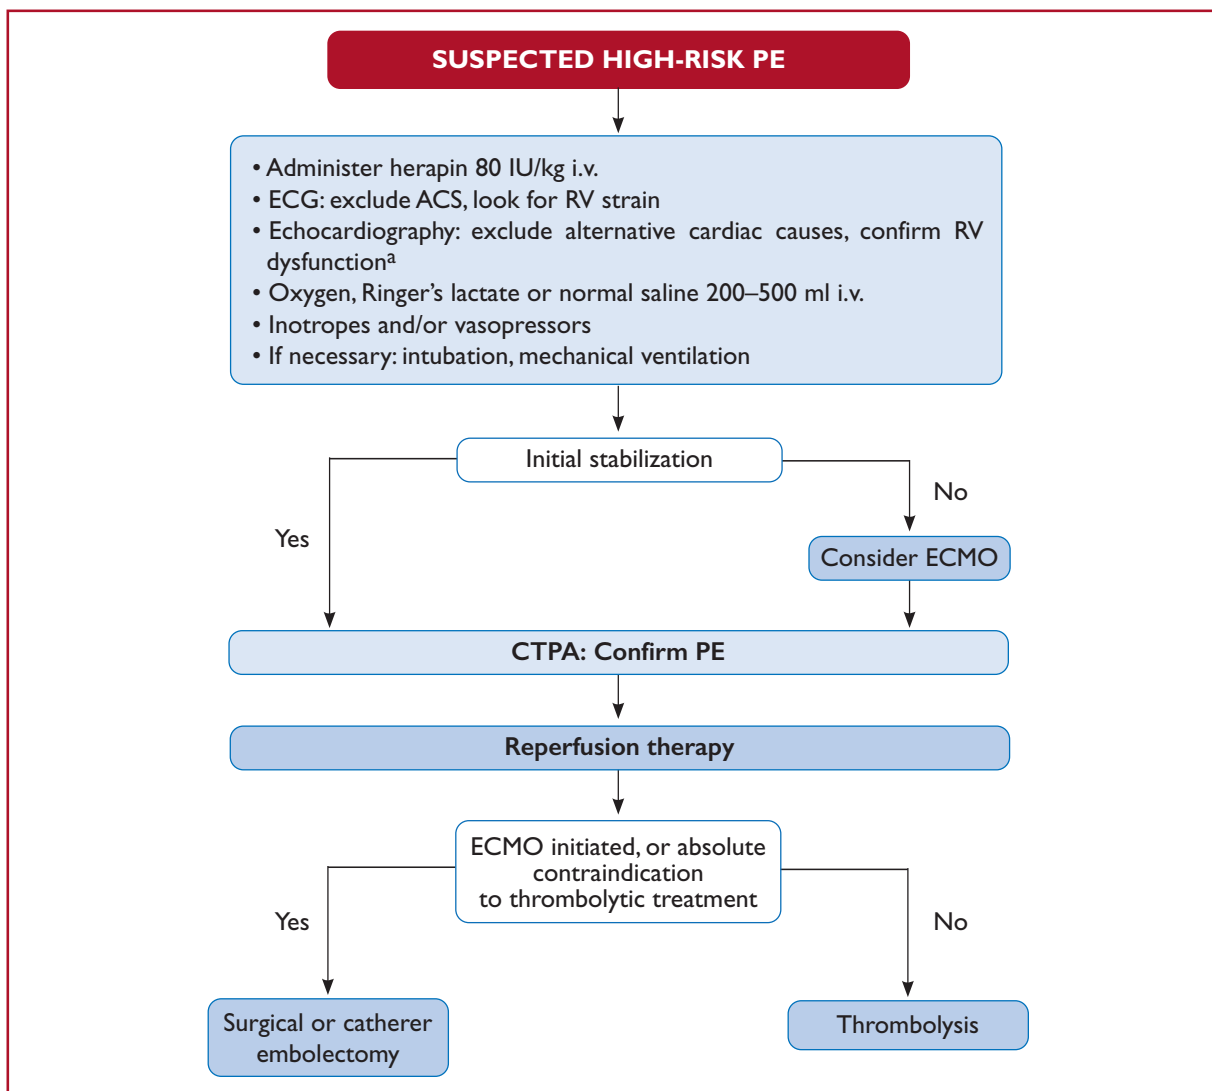 SUSPECTED HIGH-RISK PE
• Administer herapin 80 IU/kg i.v.
• ECG: exclude ACS, look for RV strain
• Echocardiography: exclude alternative cardiac causes, confirm RV
dysfunctionᵃ
• Oxygen, Ringer’s lactate or normal saline 200–500 ml i.v.
• Inotropes and/or vasopressors
• If necessary: intubation, mechanical ventilation
Initial stabilization
Yes
No
Consider ECMO
CTPA: Confirm PE
Reperfusion therapy
ECMO initiated, or absolute
contraindication
to thrombolytic treatment
Yes
No
Surgical or catherer
embolectomy
Thrombolysis